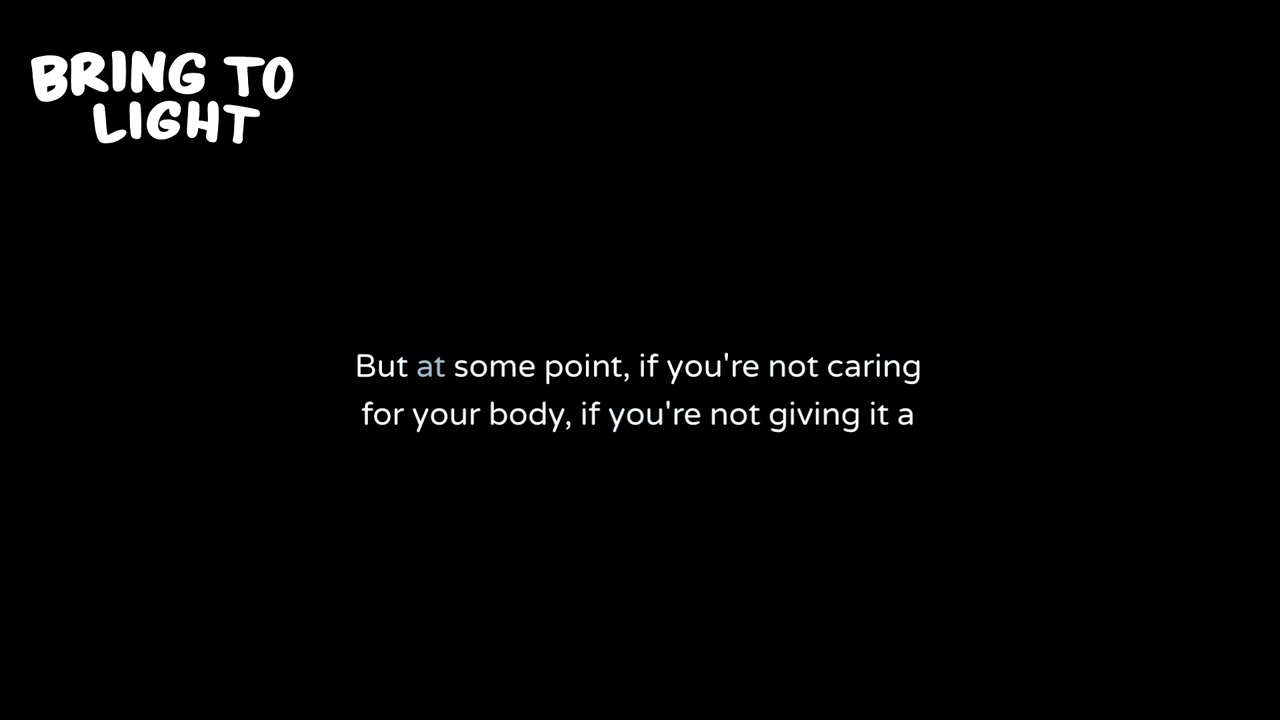 BRING TO
LIGHT
But at some point, if you're not caring
for your body, if you're not giving it a